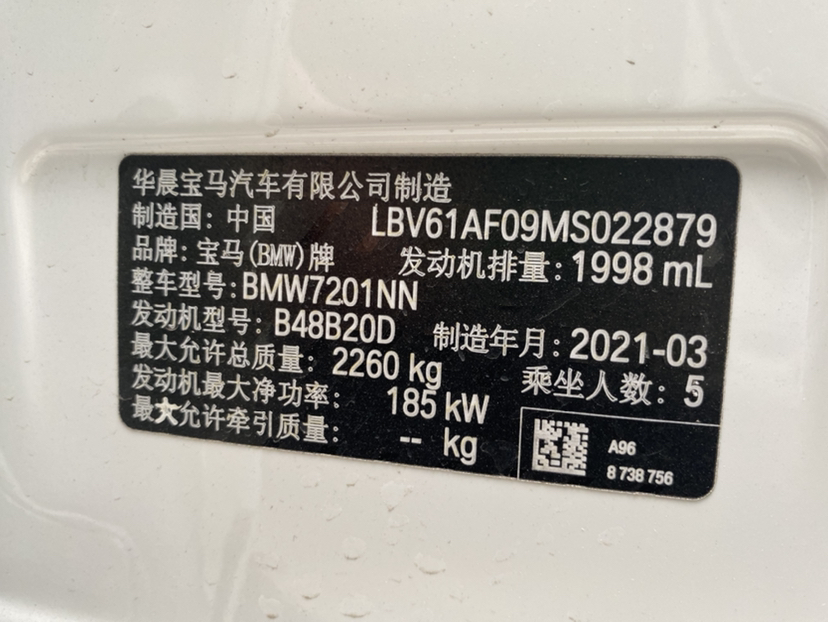 华晨宝马汽车有限公司制造
制造国: 中国 LBV61AF09MS022879
品牌: 宝马(BMW)牌 发动机排量: 1998 mL
整车型号: BMW7201NN
发动机型号: B48B20D 制造年月: 2021-03
最大允许总质量: 2260 kg 乘坐人数: 5
发动机最大净功率: 185 kW
最大允许牵引质量: -- kg
A96
8 738 756